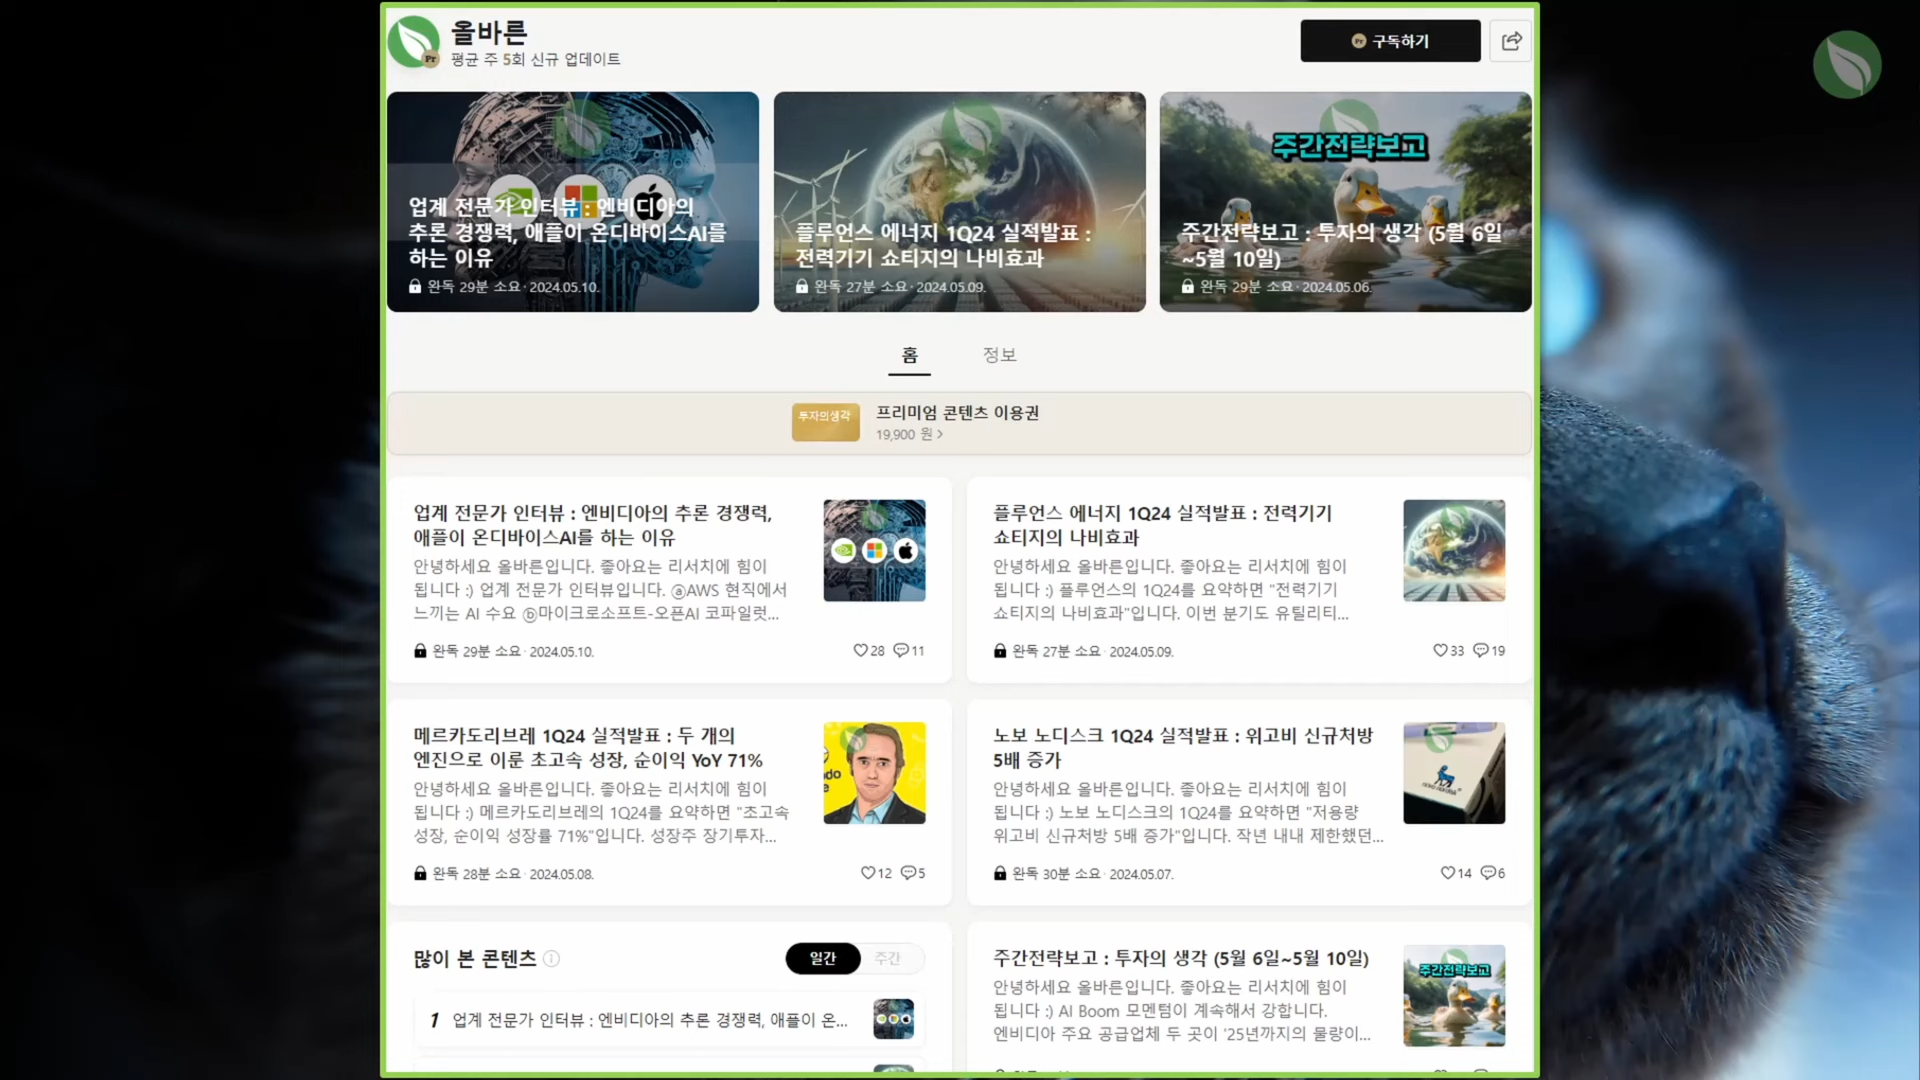 올바른
Pr
평균 주 5회 신규 업데이트
Pr 구독하기
업계 전문가 인터뷰 : 엔비디아의
추론 경쟁력, 애플이 온디바이스AI를
하는 이유
완독 29분 소요 · 2024.05.10.
플루언스 에너지 1Q24 실적발표 :
전력기기 쇼티지의 나비효과
완독 27분 소요 · 2024.05.09.
주간전략보고
주간전략보고 : 투자의 생각 (5월 6일
~5월 10일)
완독 29분 소요 · 2024.05.06.
홈
정보
투자의생각
프리미엄 콘텐츠 이용권
19,900 원 >
업계 전문가 인터뷰 : 엔비디아의 추론 경쟁력,
애플이 온디바이스AI를 하는 이유
안녕하세요 올바른입니다. 좋아요는 리서치에 힘이
됩니다 :) 업계 전문가 인터뷰입니다. ⓐAWS 현직에서
느끼는 AI 수요 ⓑ마이크로소프트-오픈AI 코파일럿...
완독 29분 소요 · 2024.05.10.
28
11
플루언스 에너지 1Q24 실적발표 : 전력기기
쇼티지의 나비효과
안녕하세요 올바른입니다. 좋아요는 리서치에 힘이
됩니다 :) 플루언스의 1Q24를 요약하면 "전력기기
쇼티지의 나비효과"입니다. 이번 분기도 유틸리티...
완독 27분 소요 · 2024.05.09.
33
19
메르카도리브레 1Q24 실적발표 : 두 개의
엔진으로 이룬 초고속 성장, 순이익 YoY 71%
안녕하세요 올바른입니다. 좋아요는 리서치에 힘이
됩니다 :) 메르카도리브레의 1Q24를 요약하면 "초고속
성장, 순이익 성장률 71%"입니다. 성장주 장기투자...
완독 28분 소요 · 2024.05.08.
12
5
노보 노디스크 1Q24 실적발표 : 위고비 신규처방
5배 증가
안녕하세요 올바른입니다. 좋아요는 리서치에 힘이
됩니다 :) 노보 노디스크의 1Q24를 요약하면 "저용량
위고비 신규처방 5배 증가"입니다. 작년 내내 제한했던...
완독 30분 소요 · 2024.05.07.
14
6
많이 본 콘텐츠
일간
주간
1 업계 전문가 인터뷰 : 엔비디아의 추론 경쟁력, 애플이 온...
주간전략보고 : 투자의 생각 (5월 6일~5월 10일)
안녕하세요 올바른입니다. 좋아요는 리서치에 힘이
됩니다 :) AI Boom 모멘텀이 계속해서 강합니다.
엔비디아 주요 공급업체 두 곳이 '25년까지의 물량이...
주간전략보고